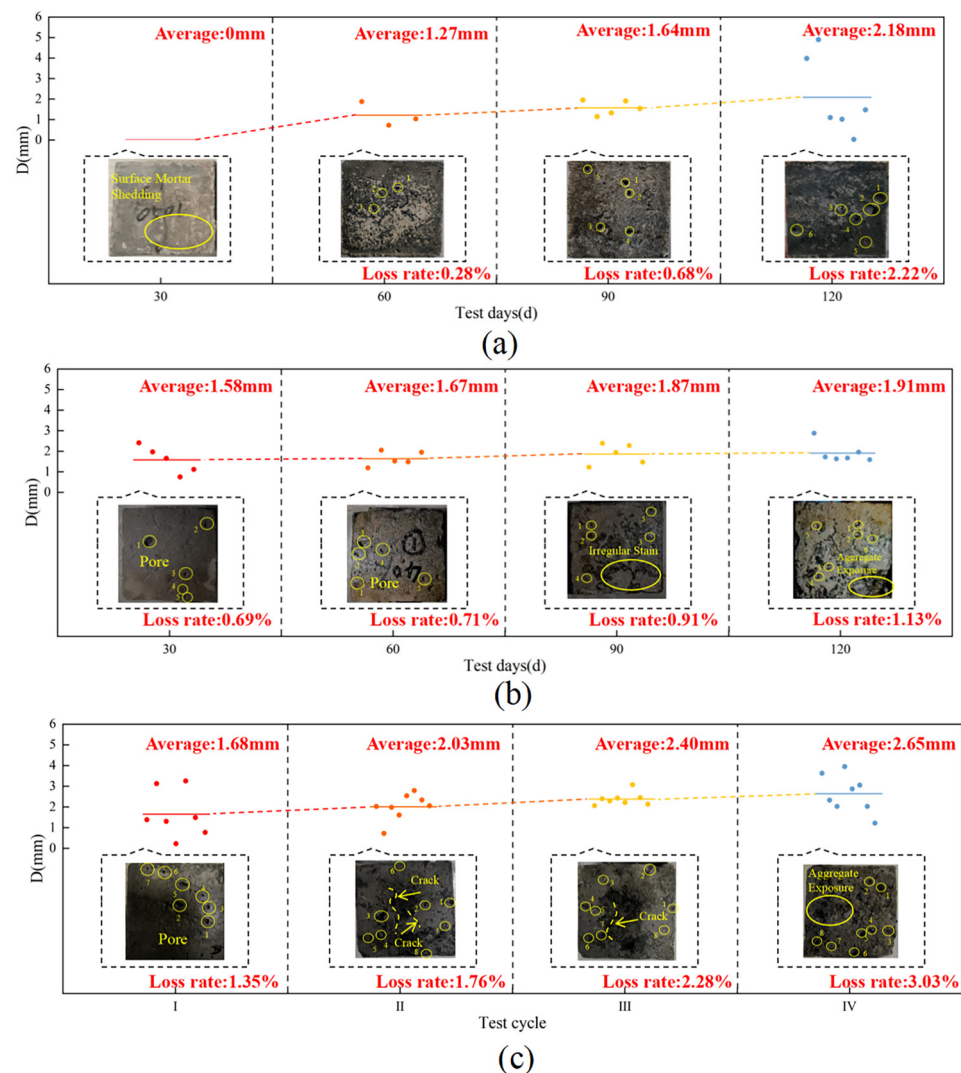 6
5
4
3
2
1
0
D(mm)
Average:0mm
Average:1.27mm
Average:1.64mm
Average:2.18mm
Surface Mortar
Shedding
Loss rate:0.28%
Loss rate:0.68%
Loss rate:2.22%
30
60
90
120
Test days(d)
(a)
6
5
4
3
2
1
0
D(mm)
Average:1.58mm
Average:1.67mm
Average:1.87mm
Average:1.91mm
Pore
Pore
Irregular Stain
Aggregate
Exposure
Loss rate:0.69%
Loss rate:0.71%
Loss rate:0.91%
Loss rate:1.13%
30
60
90
120
Test days(d)
(b)
6
5
4
3
2
1
0
D(mm)
Average:1.68mm
Average:2.03mm
Average:2.40mm
Average:2.65mm
Pore
Crack
Crack
Crack
Aggregate
Exposure
Loss rate:1.35%
Loss rate:1.76%
Loss rate:2.28%
Loss rate:3.03%
I
II
III
IV
Test cycle
(c)